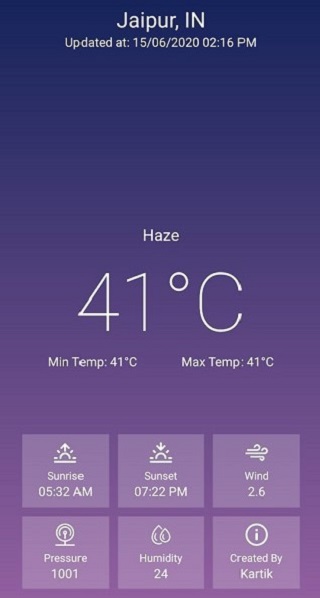 Jaipur, IN
Updated at: 15/06/2020 02:16 PM
Haze
41°C
Min Temp: 41°C Max Temp: 41°C
Sunrise Sunset Wind
05:32 AM 07:22 PM 2.6
Pressure Humidity Created By
1001 24 Kartik